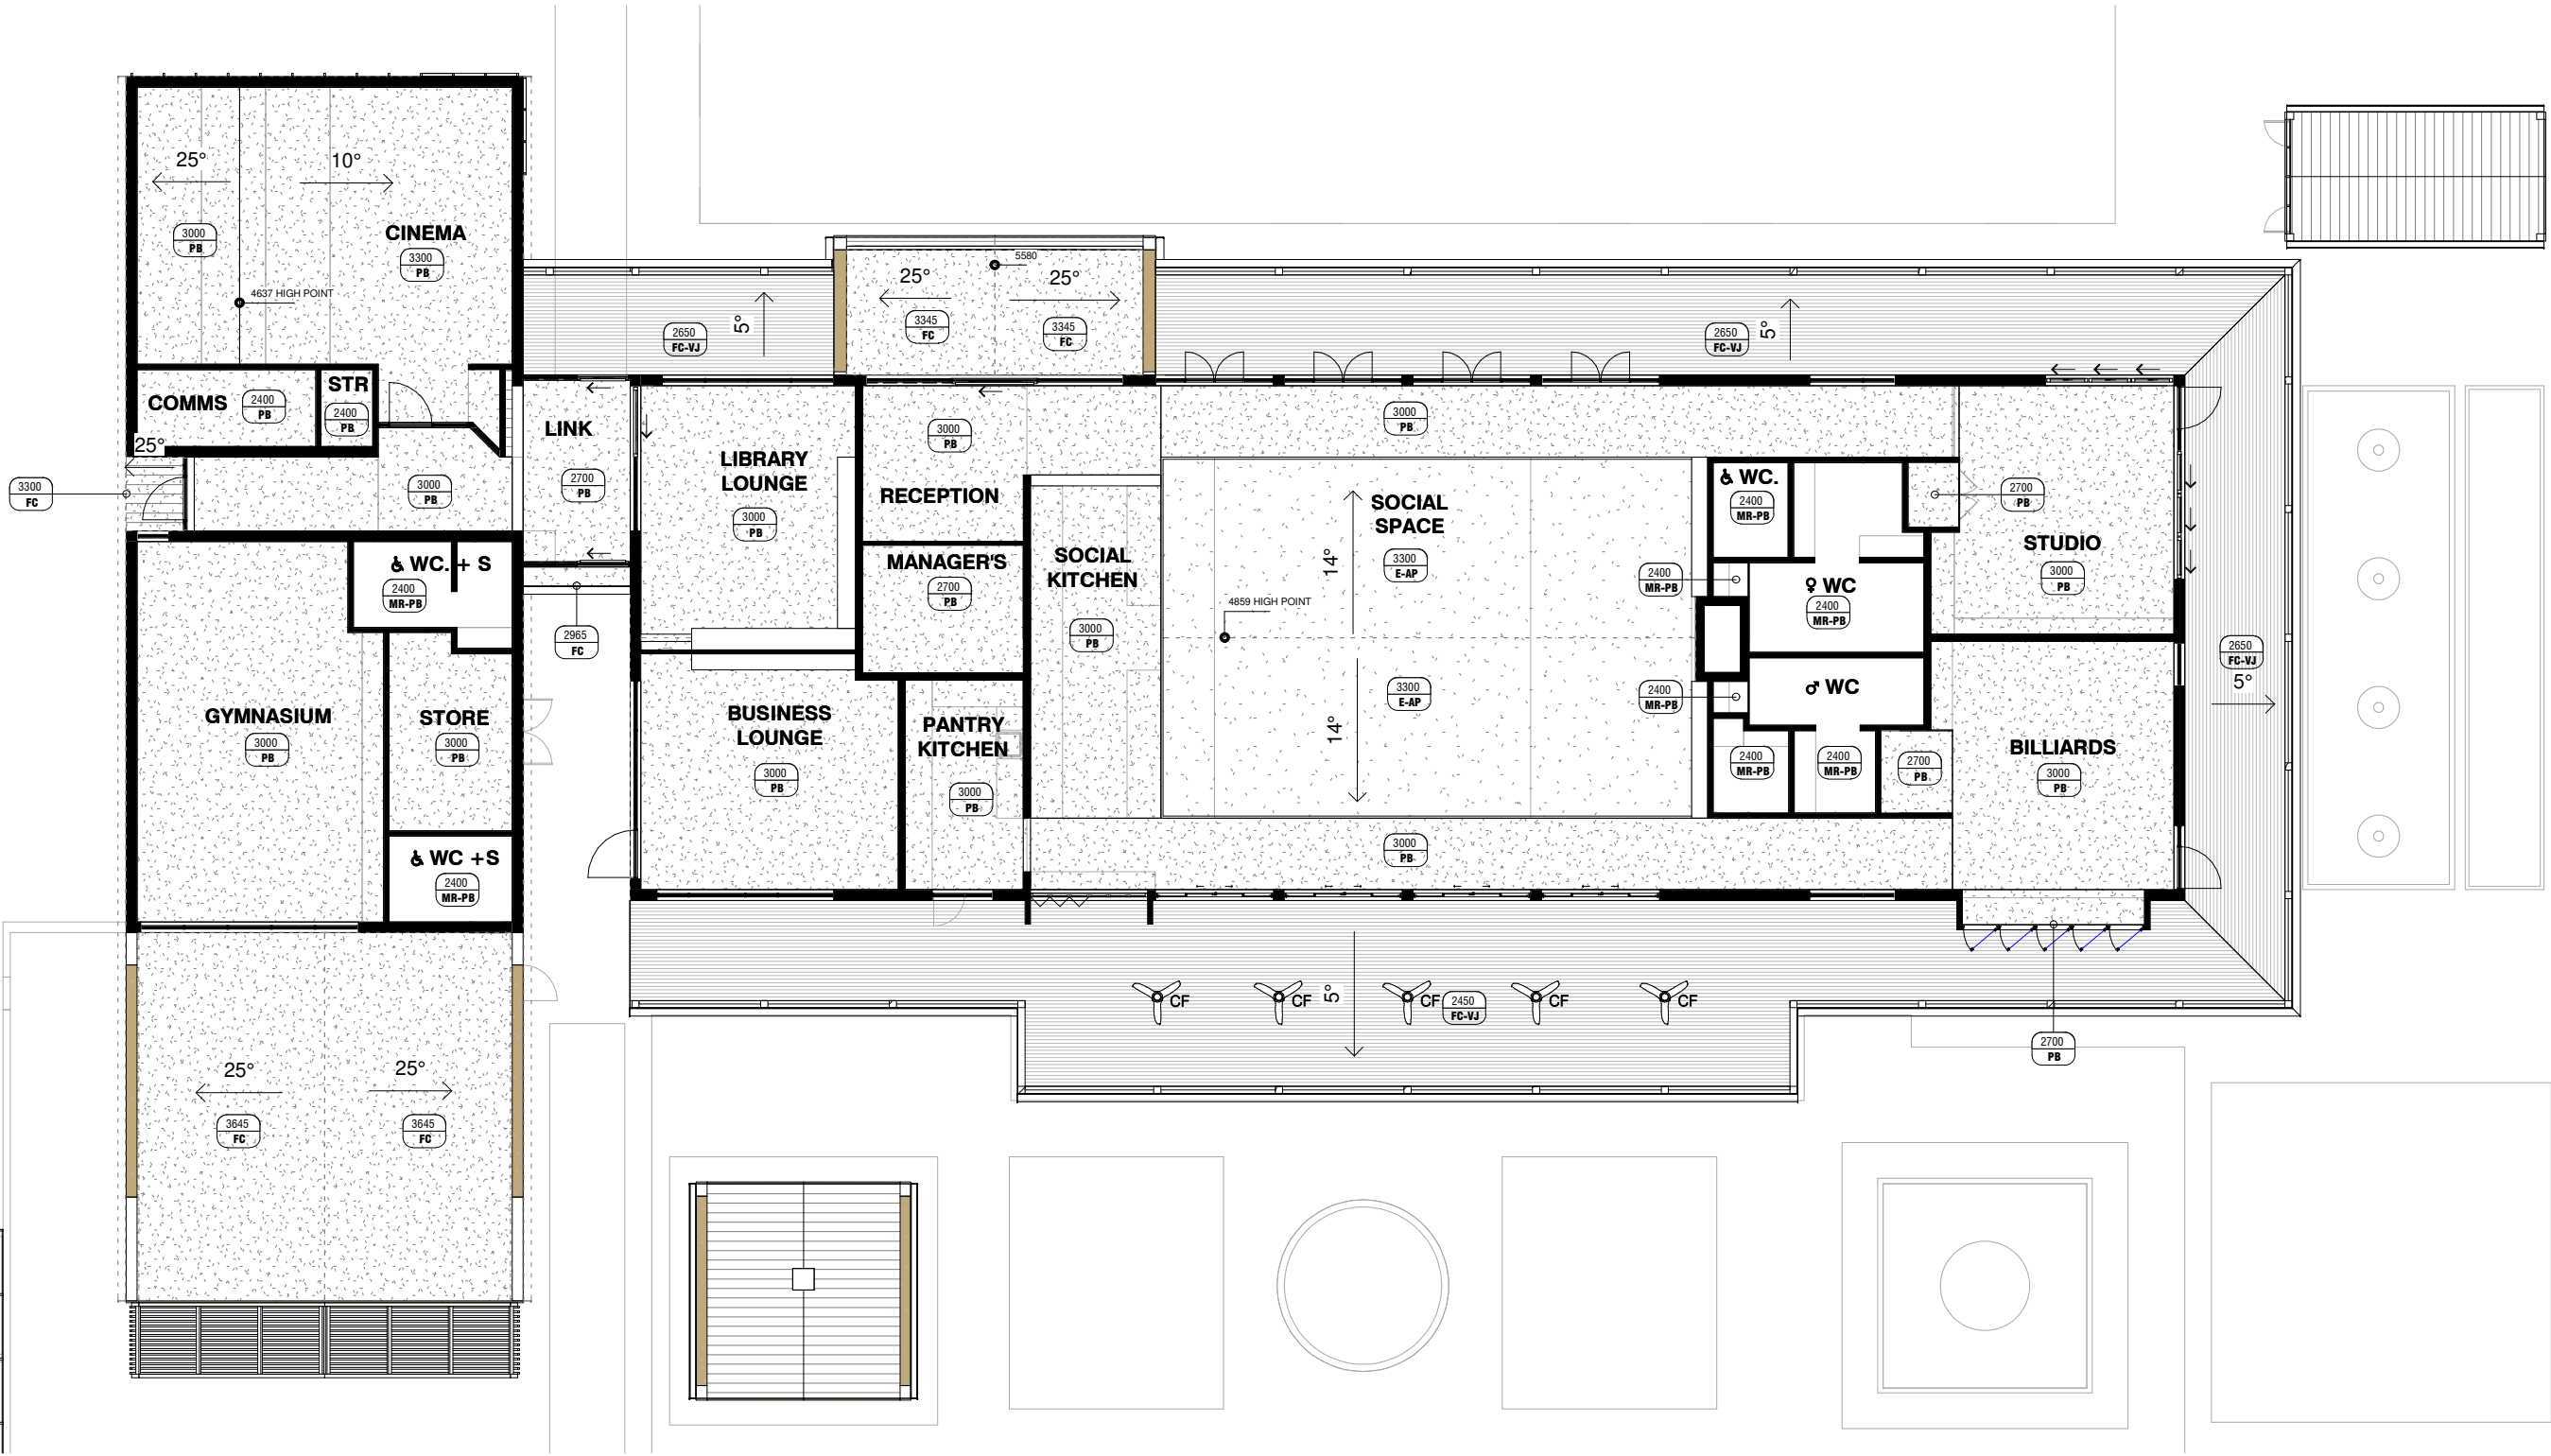 25°
10°
3000
PB
CINEMA
3300
PB
4637 HIGH POINT
COMMS
2400
PB
STR
2400
PB
25°
3300
FC
3000
PB
LINK
2700
PB
2965
FC
♿ WC. + S
2400
MR-PB
GYMNASIUM
3000
PB
STORE
3000
PB
♿ WC +S
2400
MR-PB
25°
25°
3645
FC
3645
FC
2650
FC-VJ
5°
25°
5580
25°
3345
FC
3345
FC
LIBRARY
LOUNGE
3000
PB
3000
PB
RECEPTION
MANAGER'S
2700
PB
BUSINESS
LOUNGE
3000
PB
PANTRY
KITCHEN
3000
PB
SOCIAL
KITCHEN
3000
PB
2650
FC-VJ
5°
3000
PB
SOCIAL
SPACE
14°
3300
E-AP
4859 HIGH POINT
3300
E-AP
14°
3000
PB
♿ WC.
2400
MR-PB
2400
MR-PB
♀ WC
2400
MR-PB
2400
MR-PB
♂ WC
2400
MR-PB
2400
MR-PB
2700
PB
2700
PB
STUDIO
3000
PB
BILLIARDS
3000
PB
2650
FC-VJ
5°
CF
CF
5°
CF
2450
FC-VJ
CF
CF
2700
PB